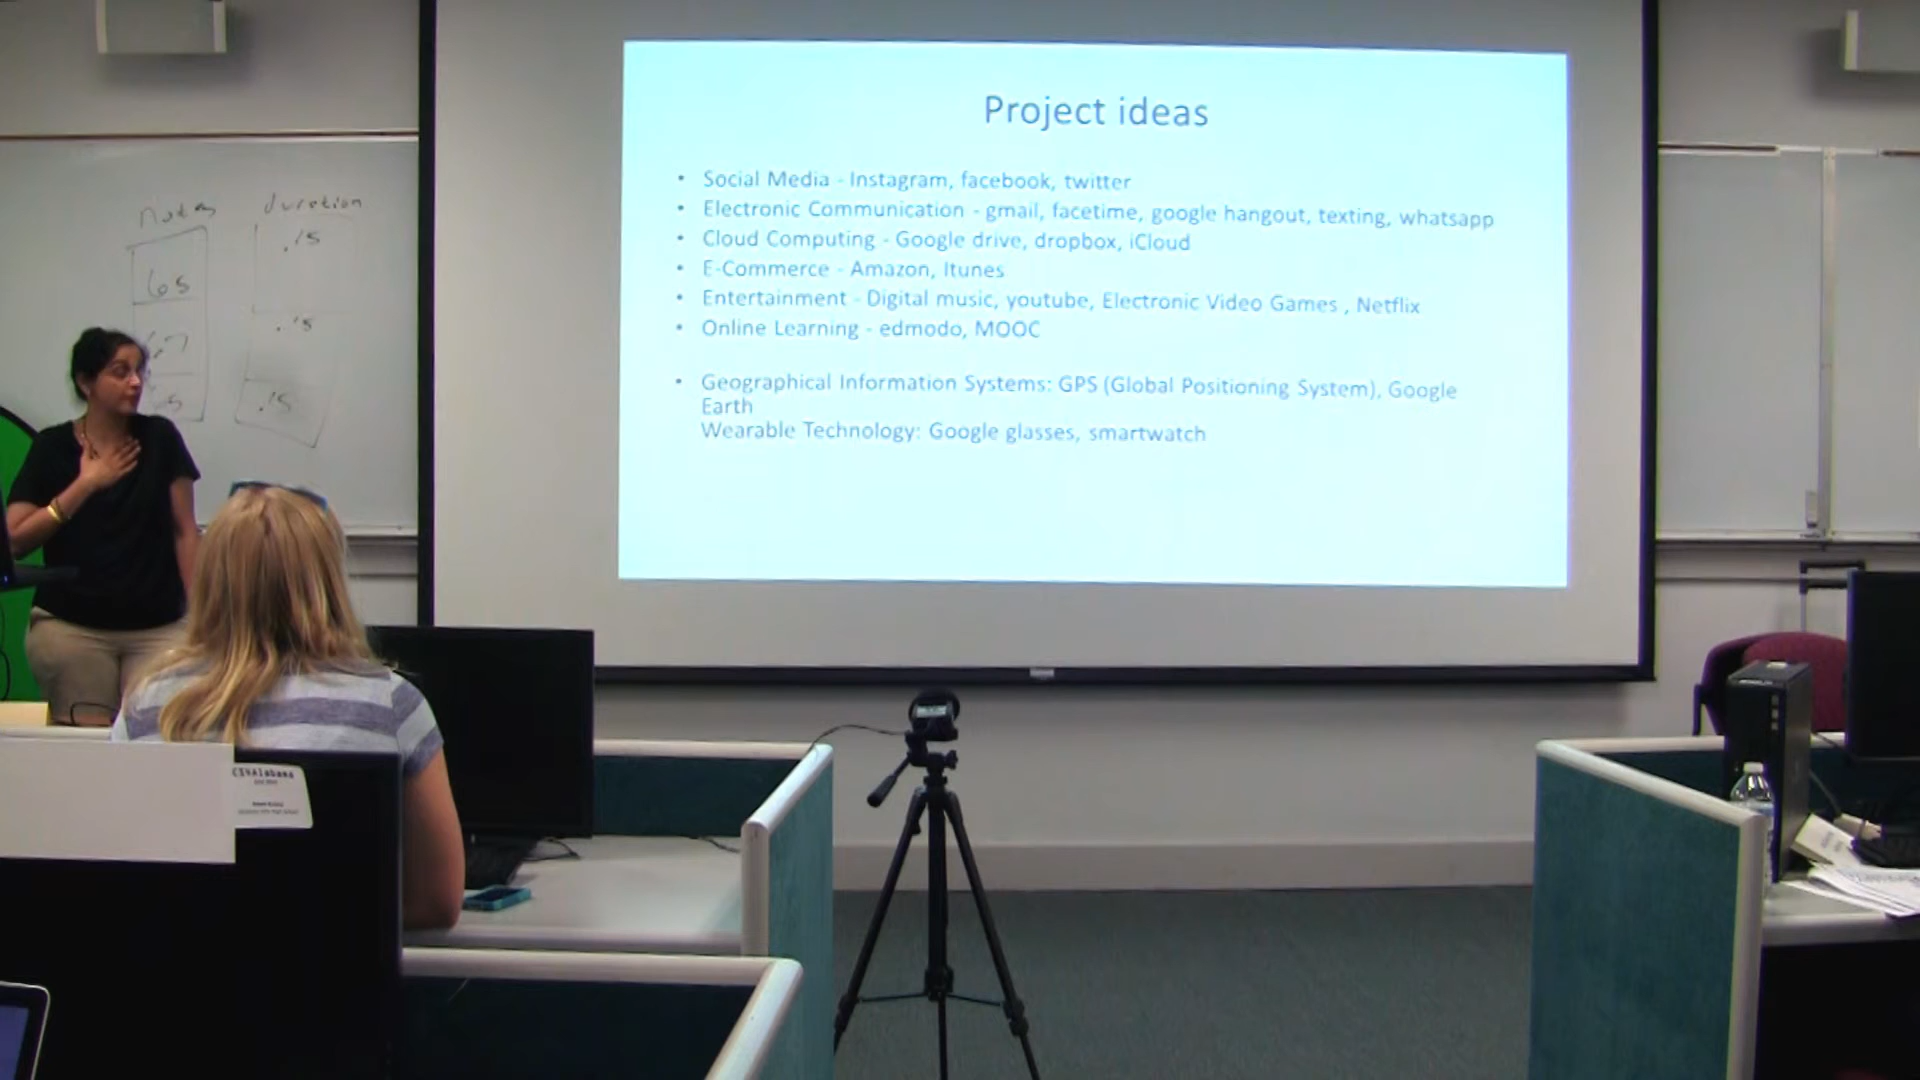 Project ideas
• Social Media - Instagram, facebook, twitter
• Electronic Communication - gmail, facetime, google hangout, texting, whatsapp
• Cloud Computing - Google drive, dropbox, iCloud
• E-Commerce - Amazon, Itunes
• Entertainment - Digital music, youtube, Electronic Video Games , Netflix
• Online Learning - edmodo, MOOC
• Geographical Information Systems: GPS (Global Positioning System), Google
Earth
Wearable Technology: Google glasses, smartwatch
notes duration
65 .15
.15
.15
CS4Alabama